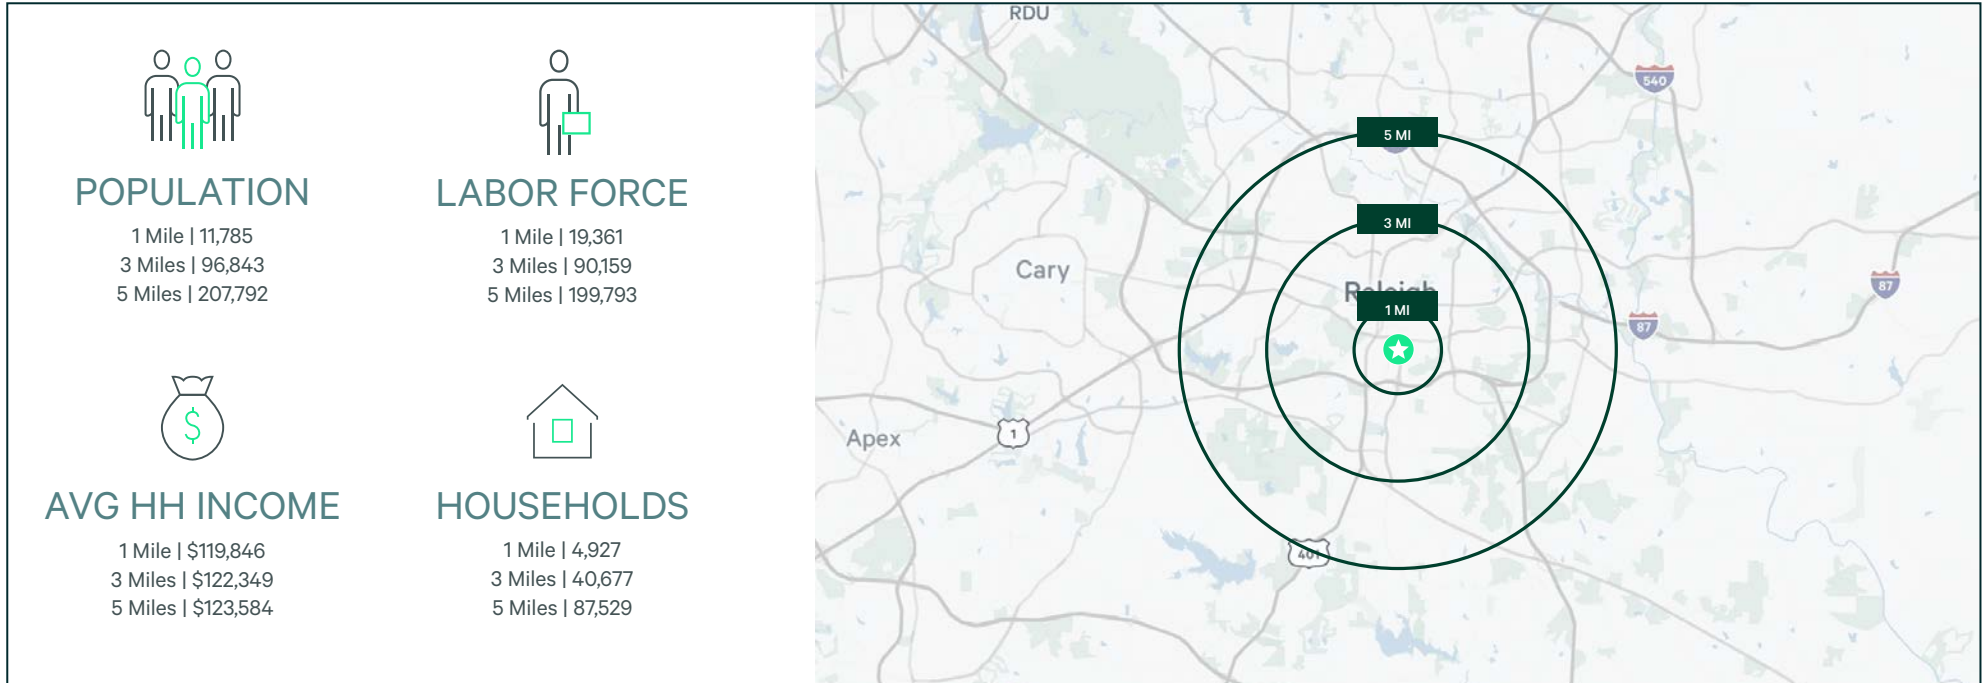 POPULATION
1 Mile | 11,785
3 Miles | 96,843
5 Miles | 207,792
LABOR FORCE
1 Mile | 19,361
3 Miles | 90,159
5 Miles | 199,793
$
AVG HH INCOME
1 Mile | $119,846
3 Miles | $122,349
5 Miles | $123,584
HOUSEHOLDS
1 Mile | 4,927
3 Miles | 40,677
5 Miles | 87,529
RDU
540
5 MI
3 MI
Cary
Raleigh
87
1 MI
87
Apex
1
401